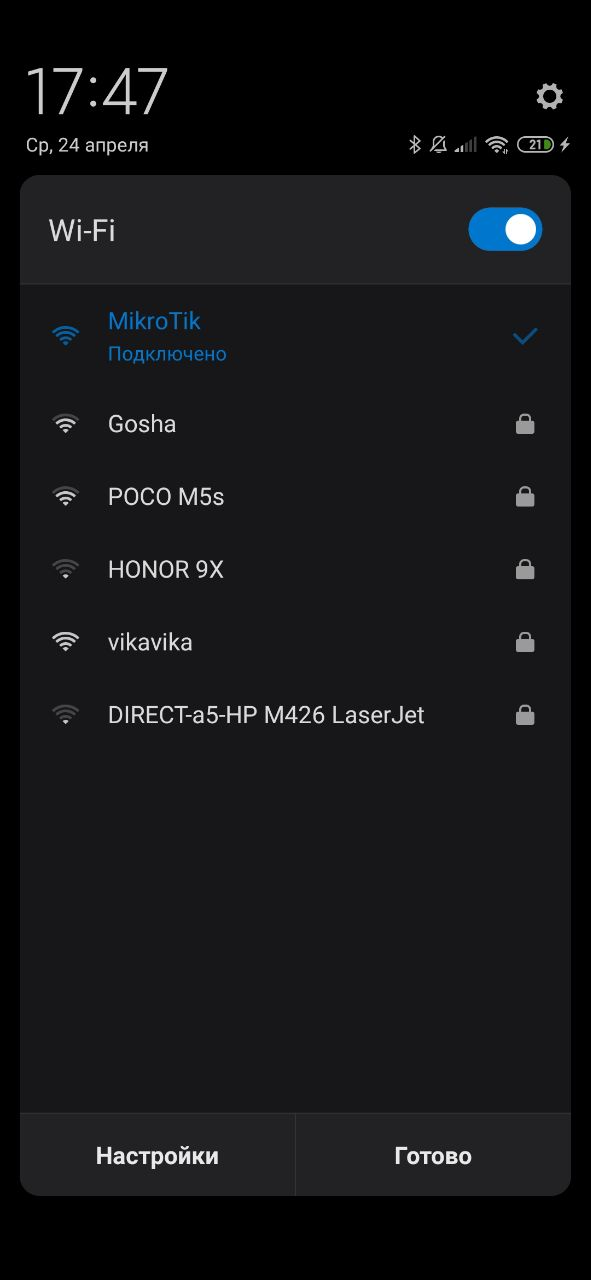 17:47
Ср, 24 апреля
21
Wi-Fi
MikroTik
Подключено
Gosha
POCO M5s
HONOR 9X
vikavika
DIRECT-a5-HP M426 LaserJet
Настройки
Готово